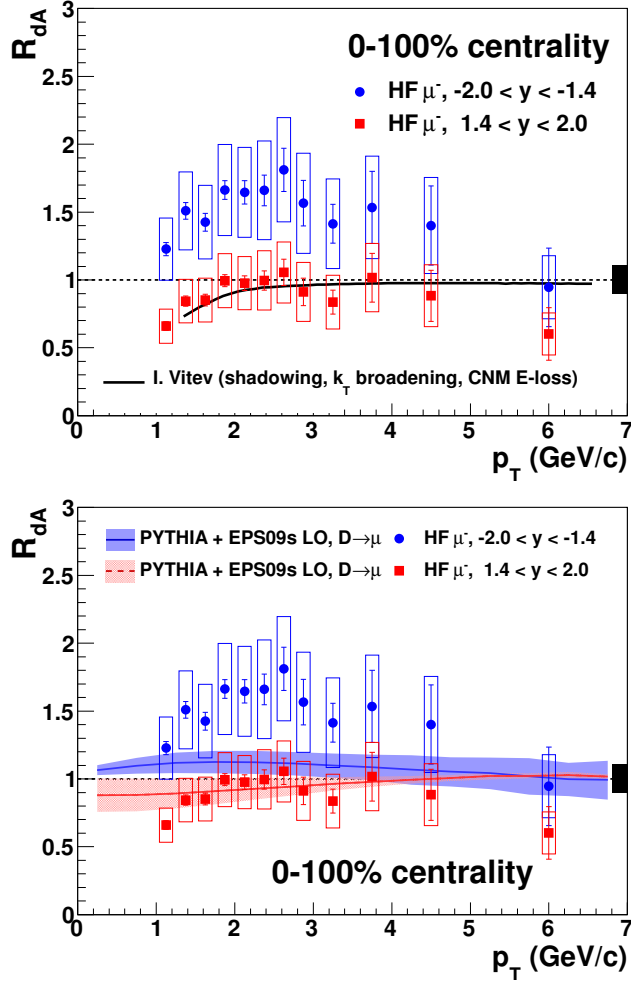 R_dA
3
2.5
2
1.5
1
0.5
0
0-100% centrality
HF μ⁻, -2.0 < y < -1.4
HF μ⁻, 1.4 < y < 2.0
I. Vitev (shadowing, k_T broadening, CNM E-loss)
0 1 2 3 4 5 6 7
p_T (GeV/c)
R_dA
3
2.5
2
1.5
1
0.5
0
PYTHIA + EPS09s LO, D→μ HF μ⁻, -2.0 < y < -1.4
PYTHIA + EPS09s LO, D→μ HF μ⁻, 1.4 < y < 2.0
0-100% centrality
0 1 2 3 4 5 6 7
p_T (GeV/c)